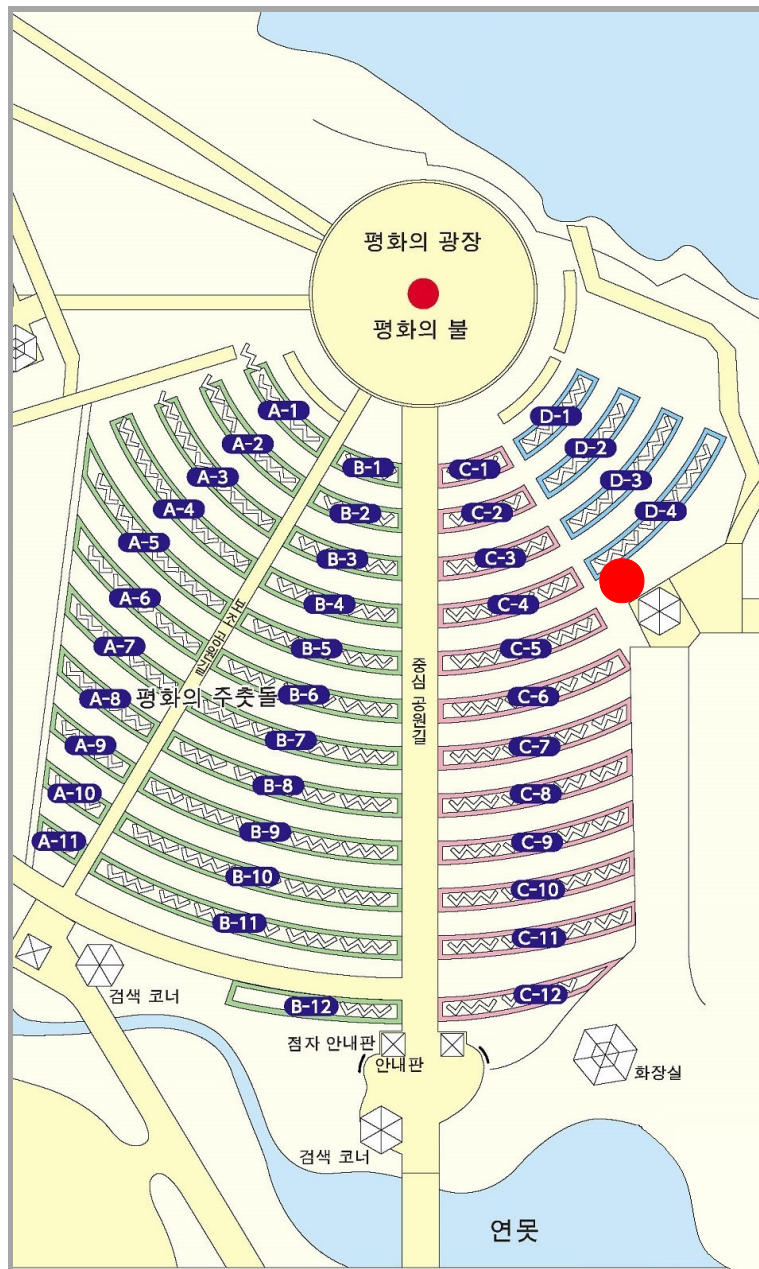 평화의 광장
평화의 불
A-1
A-2
A-3
A-4
A-5
A-6
A-7
A-8
A-9
A-10
A-11
B-1
B-2
B-3
B-4
B-5
B-6
B-7
B-8
B-9
B-10
B-11
B-12
C-1
C-2
C-3
C-4
C-5
C-6
C-7
C-8
C-9
C-10
C-11
C-12
D-1
D-2
D-3
D-4
평화의 주춧돌
중심 공원길
검색 코너
점자 안내판
안내판
화장실
검색 코너
연못